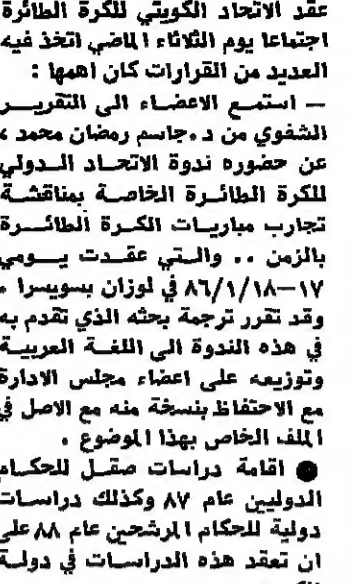 عقد الاتحاد الكويتي للكرة الطائرة
اجتماعا يوم الثلاثاء الماضي اتخذ فيه
العديد من القرارات كان اهمها :
— استمع الاعضاء الى التقرير
الشفوي من د.جاسم رمضان محمد ،
عن حضوره ندوة الاتحاد الدولي
للكرة الطائرة الخاصة بمناقشة
تجارب مباريات الكرة الطائرة
بالزمن .. والتي عقدت يومي
١٧—٨٦/١/١٨ في لوزان بسويسرا .
وقد تقرر ترجمة بحثه الذي تقدم به
في هذه الندوة الى اللغة العربية
وتوزيعه على اعضاء مجلس الادارة
مع الاحتفاظ بنسخة منه مع الاصل في
الملف الخاص بهذا الموضوع .
● اقامة دراسات صقل للحكام
الدوليين عام ٨٧ وكذلك دراسات
دولية للحكام المرشحين عام ٨٨ على
ان تعقد هذه الدراسات في دولة